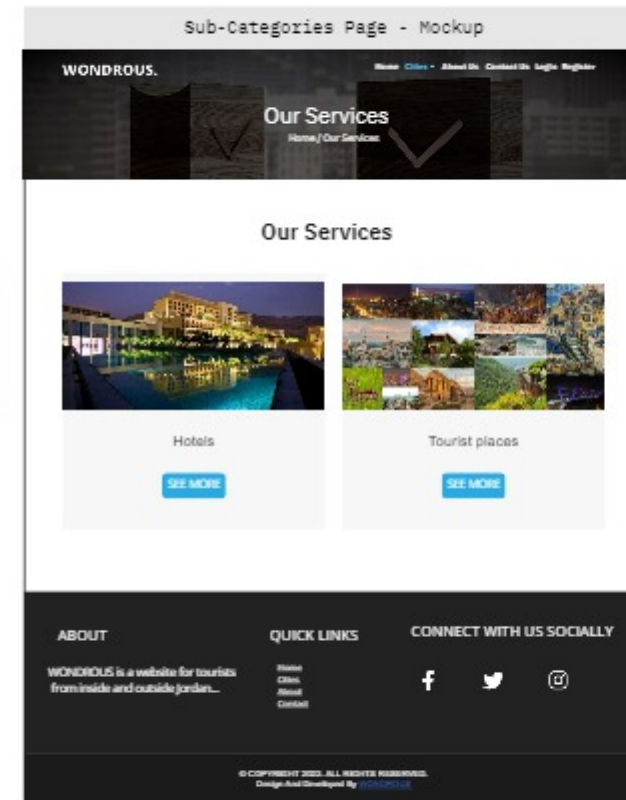 Sub-Categories Page - Mockup
WONDROUS.
Home Cities About Us Contact Us Login Register
Our Services
Home / Our Services
Our Services
Hotels
Tourist places
SEE MORE
SEE MORE
ABOUT
WONDROUS is a website for tourists
from inside and outside Jordan...
QUICK LINKS
Home
Cities
About
Contact
CONNECT WITH US SOCIALLY
© COPYRIGHT 2022. ALL RIGHTS RESERVED.
Design And Developed By WONDROUS